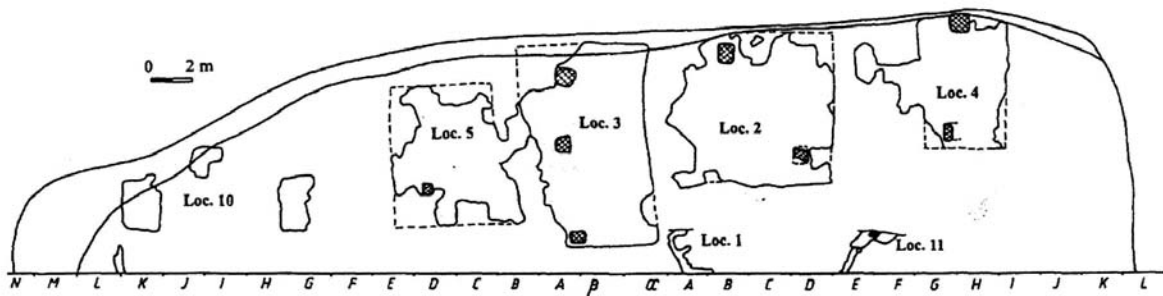 0 2 m
Loc. 4
Loc. 3
Loc. 2
Loc. 5
Loc. 10
Loc. 1
Loc. 11
N M L K J I H G F E D C B A β α A B C D E F G H I J K L